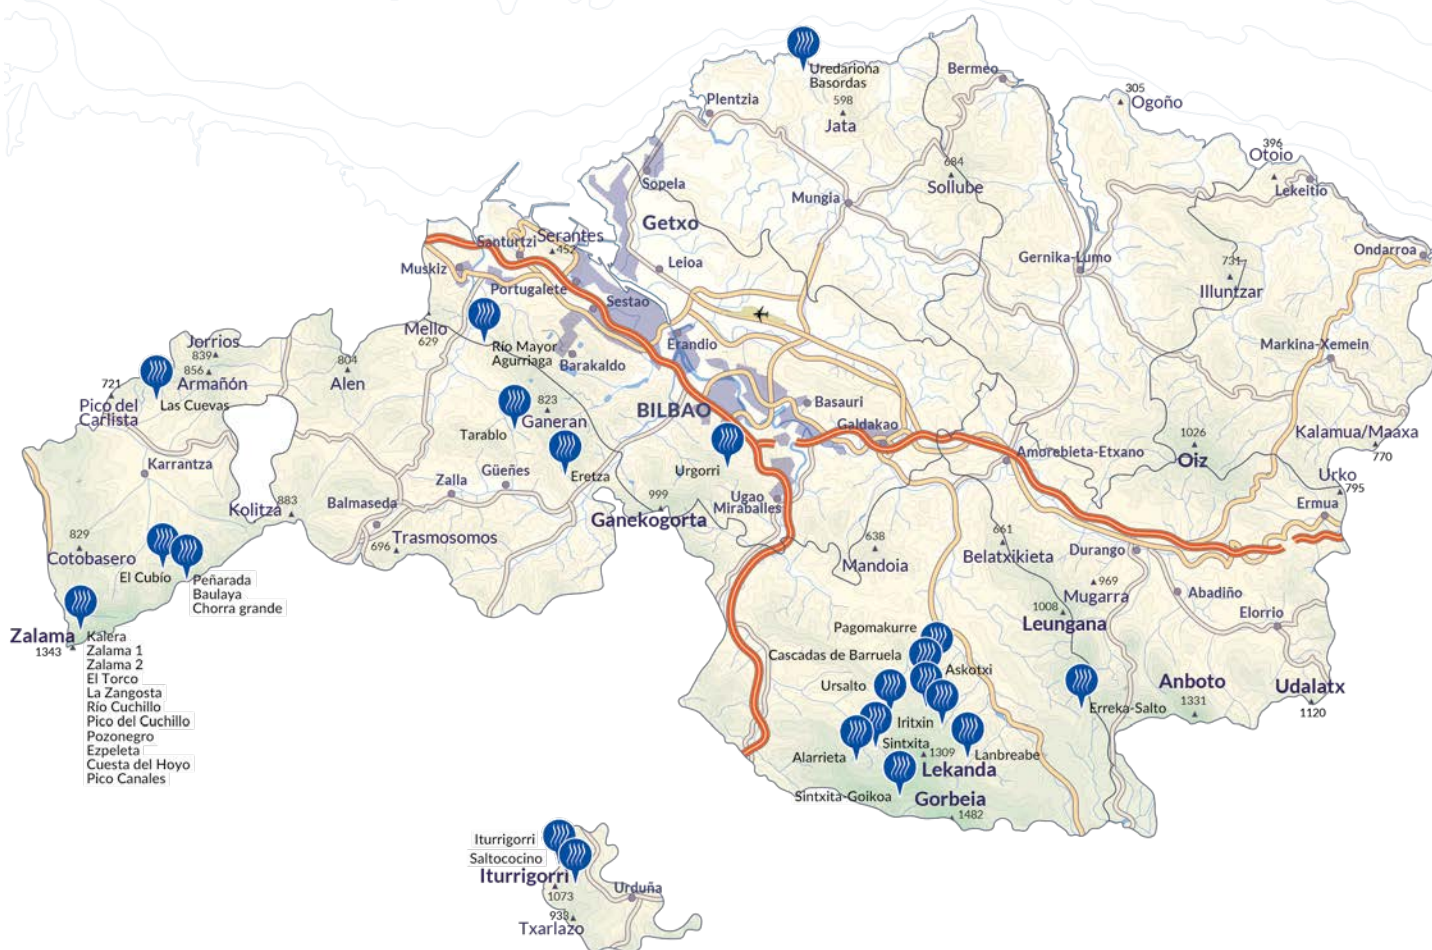 Uredariona
Basordas
598
Jata
Bermeo
305
Ogoño
Plentzia
396
Otoio
Lekeitio
684
Sollube
Sopela
Mungia
Getxo
Santurtzi
Serantes
452
Leioa
Muskiz
Portugalete
Sestao
Gernika-Lumo
731
Illuntzar
Ondarroa
Mello
629
Río Mayor
Agurriaga
Barakaldo
Erandio
Markina-Xemein
Jorrios
839
856
Armañón
804
Alen
721
Pico del
Carlista
Las Cuevas
823
Ganeran
Tarablo
BILBAO
Basauri
Galdakao
Kalamua/Maaxa
770
1026
Oiz
Amorebieta-Etxano
Karrantza
Urgorri
Eretza
Güeñes
Zalla
Balmaseda
883
Kolitza
Urko
795
Ermua
Ugao
Miraballes
999
Ganekogorta
829
Cotobasero
696
Trasmosomos
638
Mandoia
661
Belatxikieta
Durango
969
Mugarra
Abadiño
El Cubío
Peñarada
Baulaya
Chorra grande
1008
Leungana
Elorrio
Zalama
1343
Kalera
Zalama 1
Zalama 2
El Torco
La Zangosta
Río Cuchillo
Pico del Cuchillo
Pozonegro
Ezpeleta
Cuesta del Hoyo
Pico Canales
Pagomakurre
Cascadas de Barruela
Askotxi
Ursalto
Iritxin
Erreka-Salto
Anboto
1331
Udalatx
1120
Sintxita
Alarrieta
1309
Lekanda
Lanbreabe
Sintxita-Goikoa
Gorbeia
1482
Iturrigorri
Saltococino
Iturrigorri
1073
Urduña
933
Txarlazo